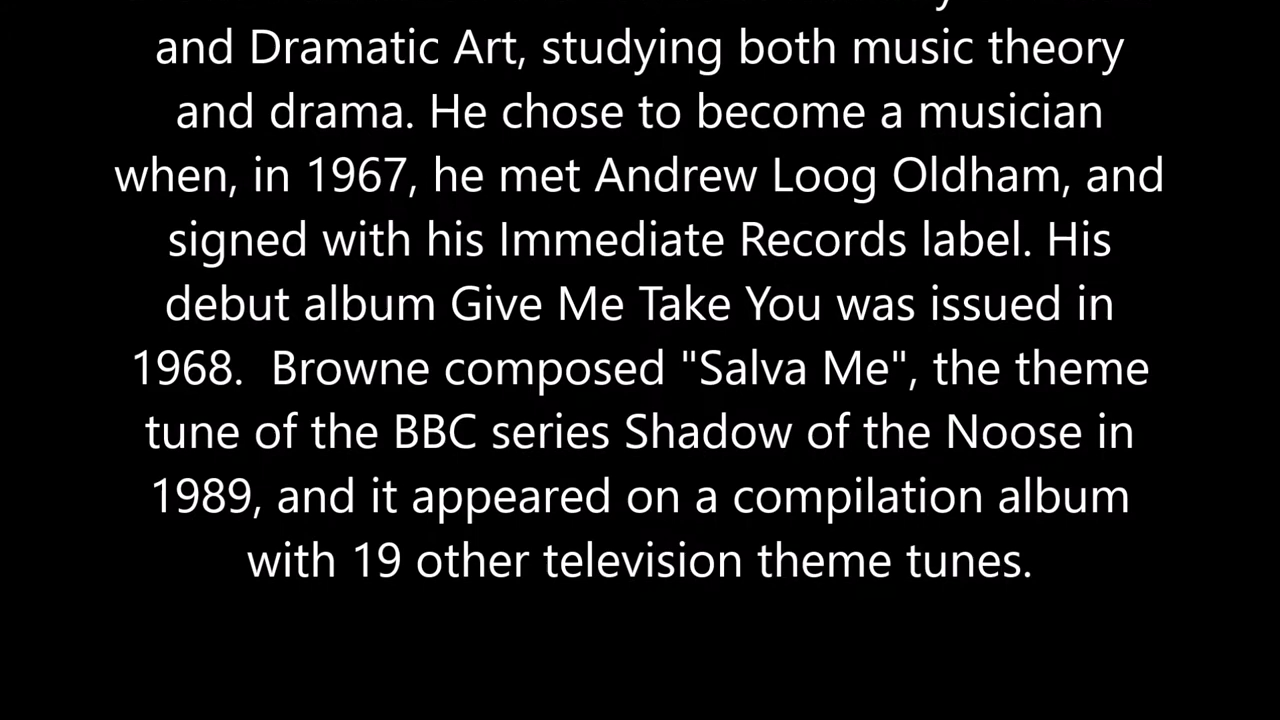 and Dramatic Art, studying both music theory
and drama. He chose to become a musician
when, in 1967, he met Andrew Loog Oldham, and
signed with his Immediate Records label. His
debut album Give Me Take You was issued in
1968.  Browne composed "Salva Me", the theme
tune of the BBC series Shadow of the Noose in
1989, and it appeared on a compilation album
with 19 other television theme tunes.